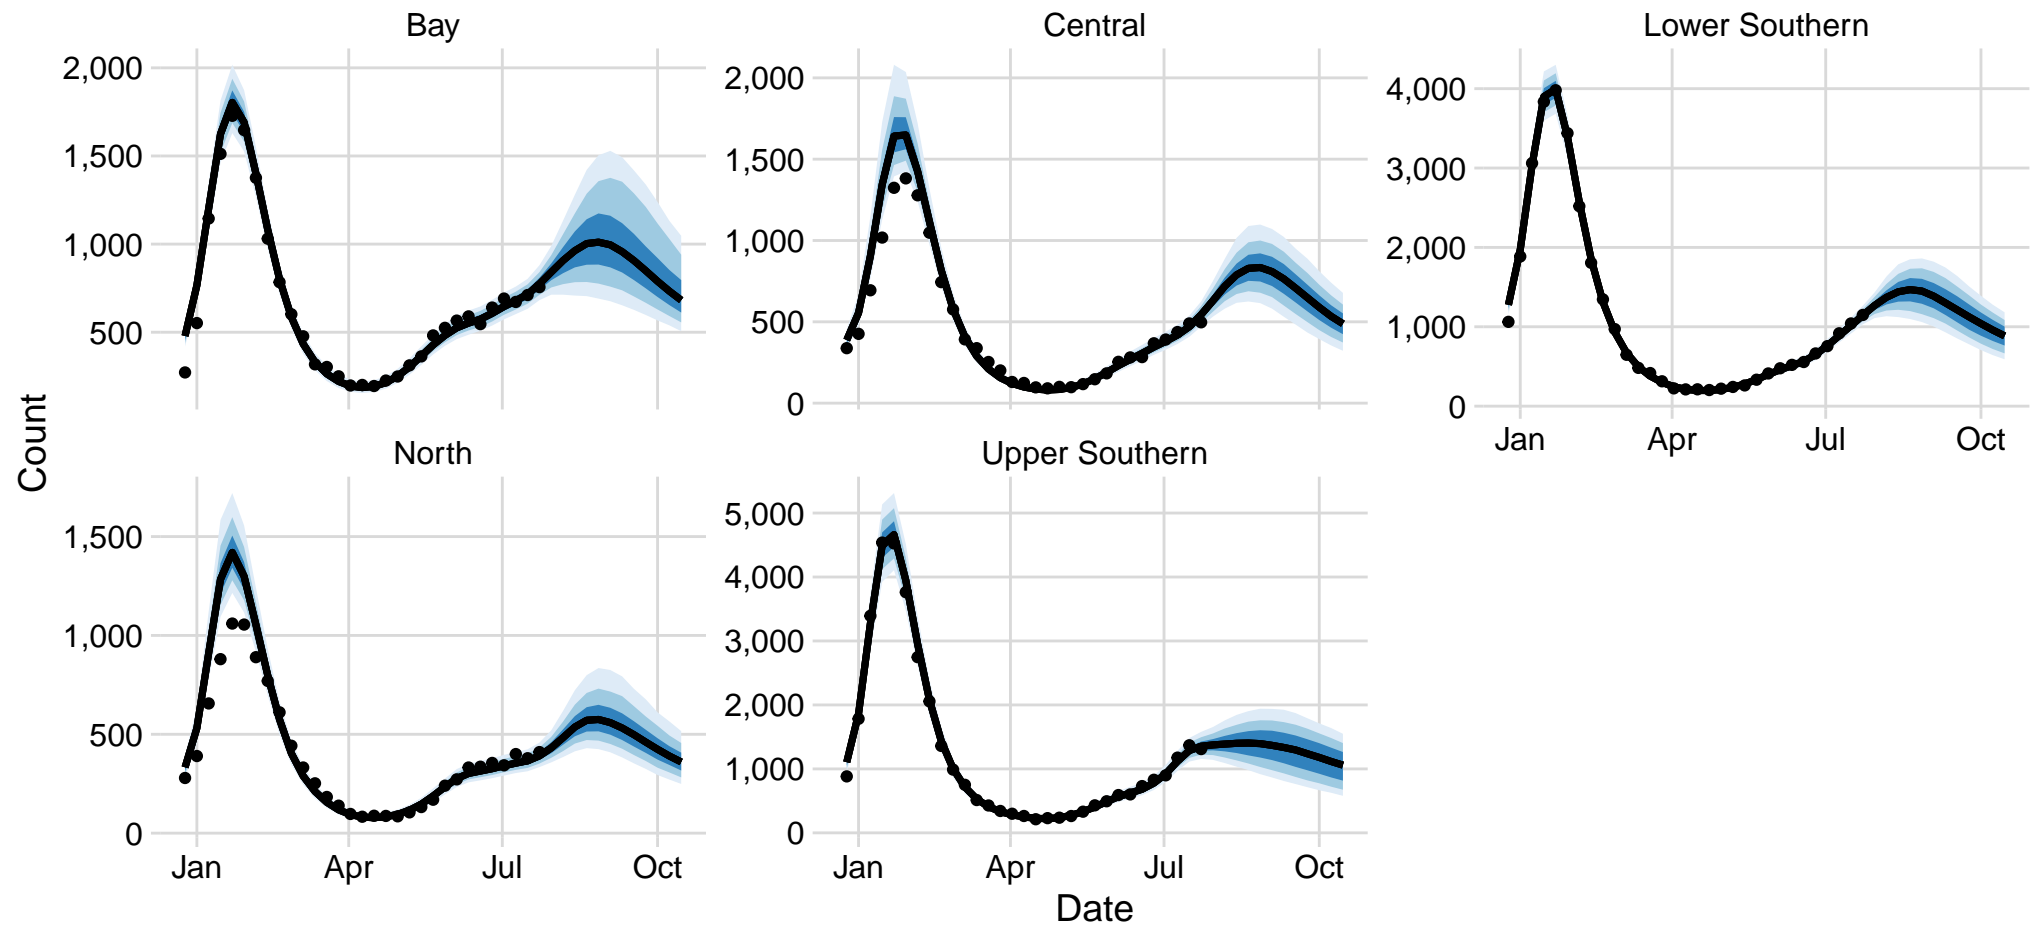 Bay
Central
Lower Southern
2,000
1,500
1,000
500
2,000
1,500
1,000
500
0
4,000
3,000
2,000
1,000
0
Jan Apr Jul Oct
Count
North
Upper Southern
1,500
1,000
500
0
5,000
4,000
3,000
2,000
1,000
0
Jan Apr Jul Oct
Jan Apr Jul Oct
Date